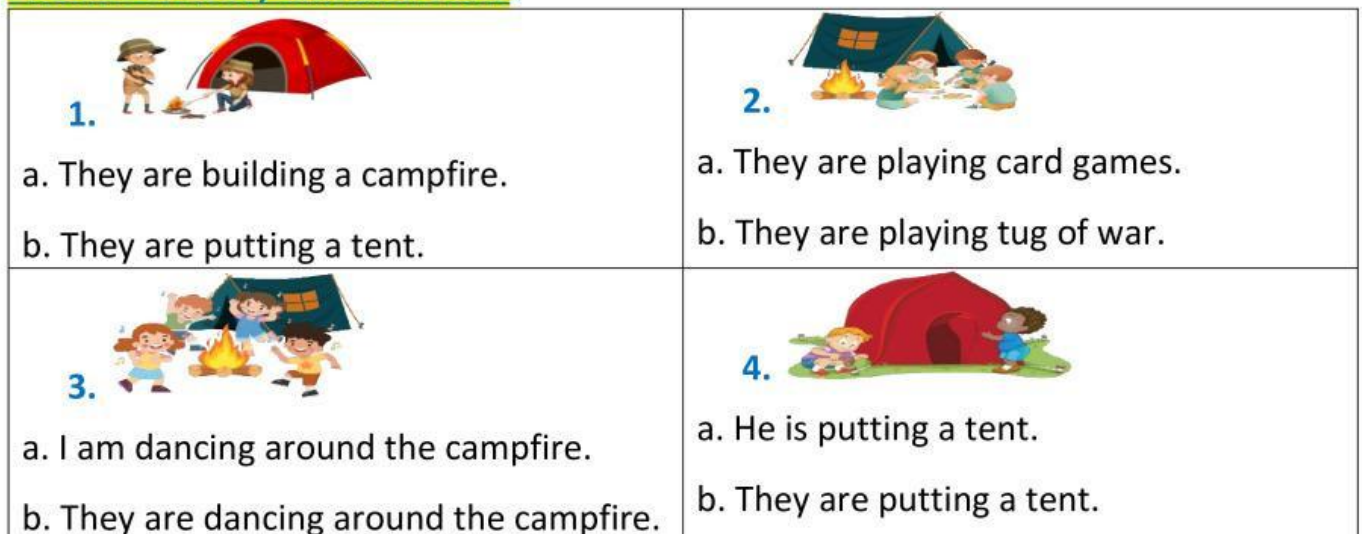 1.
a. They are building a campfire.
b. They are putting a tent.
2.
a. They are playing card games.
b. They are playing tug of war.
3.
a. I am dancing around the campfire.
b. They are dancing around the campfire.
4.
a. He is putting a tent.
b. They are putting a tent.